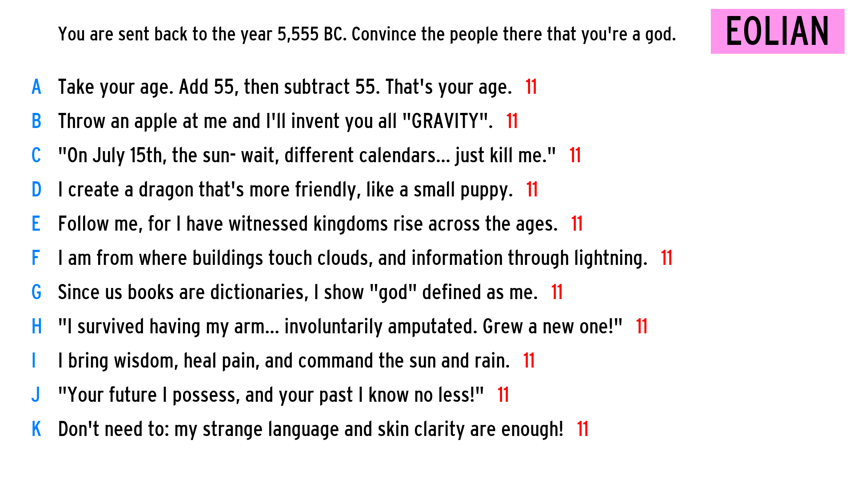 You are sent back to the year 5,555 BC. Convince the people there that you're a god.
EOLIAN
A Take your age. Add 55, then subtract 55. That's your age. 11
B Throw an apple at me and I'll invent you all "GRAVITY". 11
C "On July 15th, the sun- wait, different calendars... just kill me." 11
D I create a dragon that's more friendly, like a small puppy. 11
E Follow me, for I have witnessed kingdoms rise across the ages. 11
F I am from where buildings touch clouds, and information through lightning. 11
G Since us books are dictionaries, I show "god" defined as me. 11
H "I survived having my arm... involuntarily amputated. Grew a new one!" 11
I I bring wisdom, heal pain, and command the sun and rain. 11
J "Your future I possess, and your past I know no less!" 11
K Don't need to: my strange language and skin clarity are enough! 11